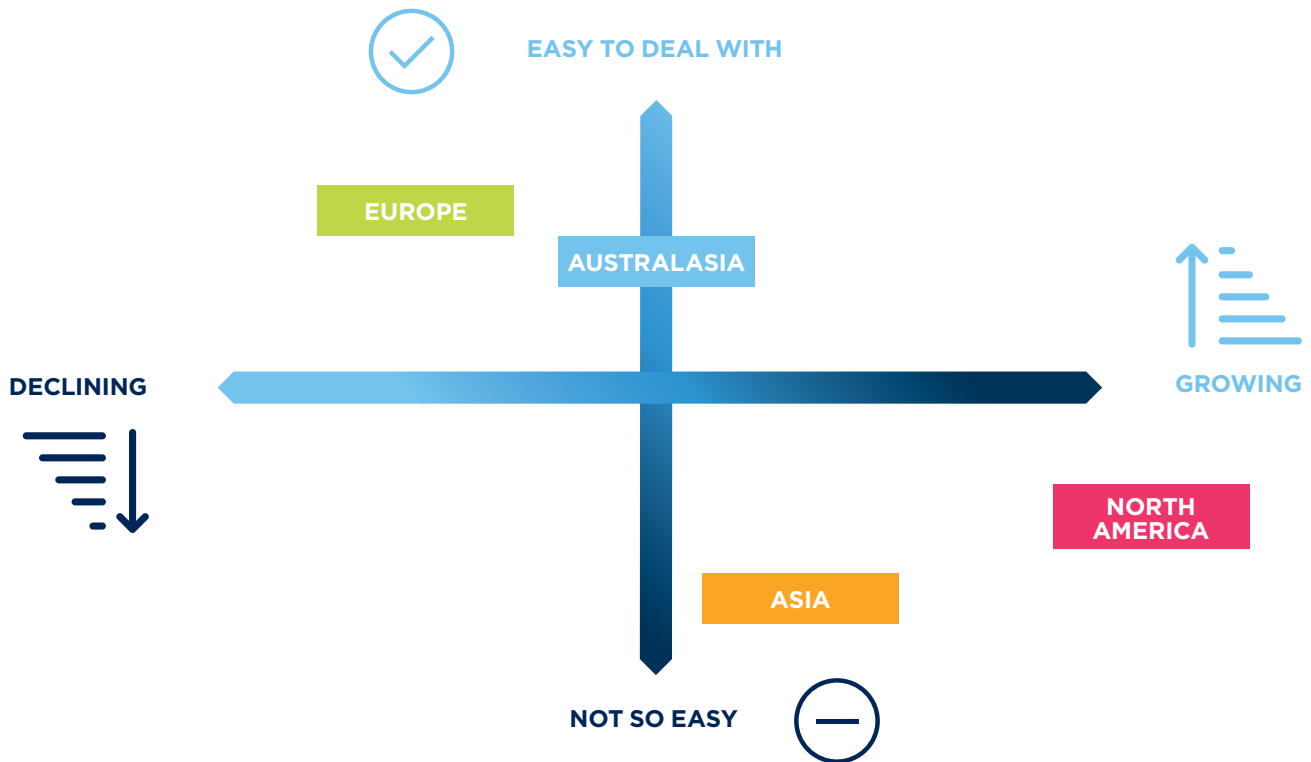 EASY TO DEAL WITH
EUROPE
AUSTRALASIA
DECLINING
GROWING
NORTH
AMERICA
ASIA
NOT SO EASY